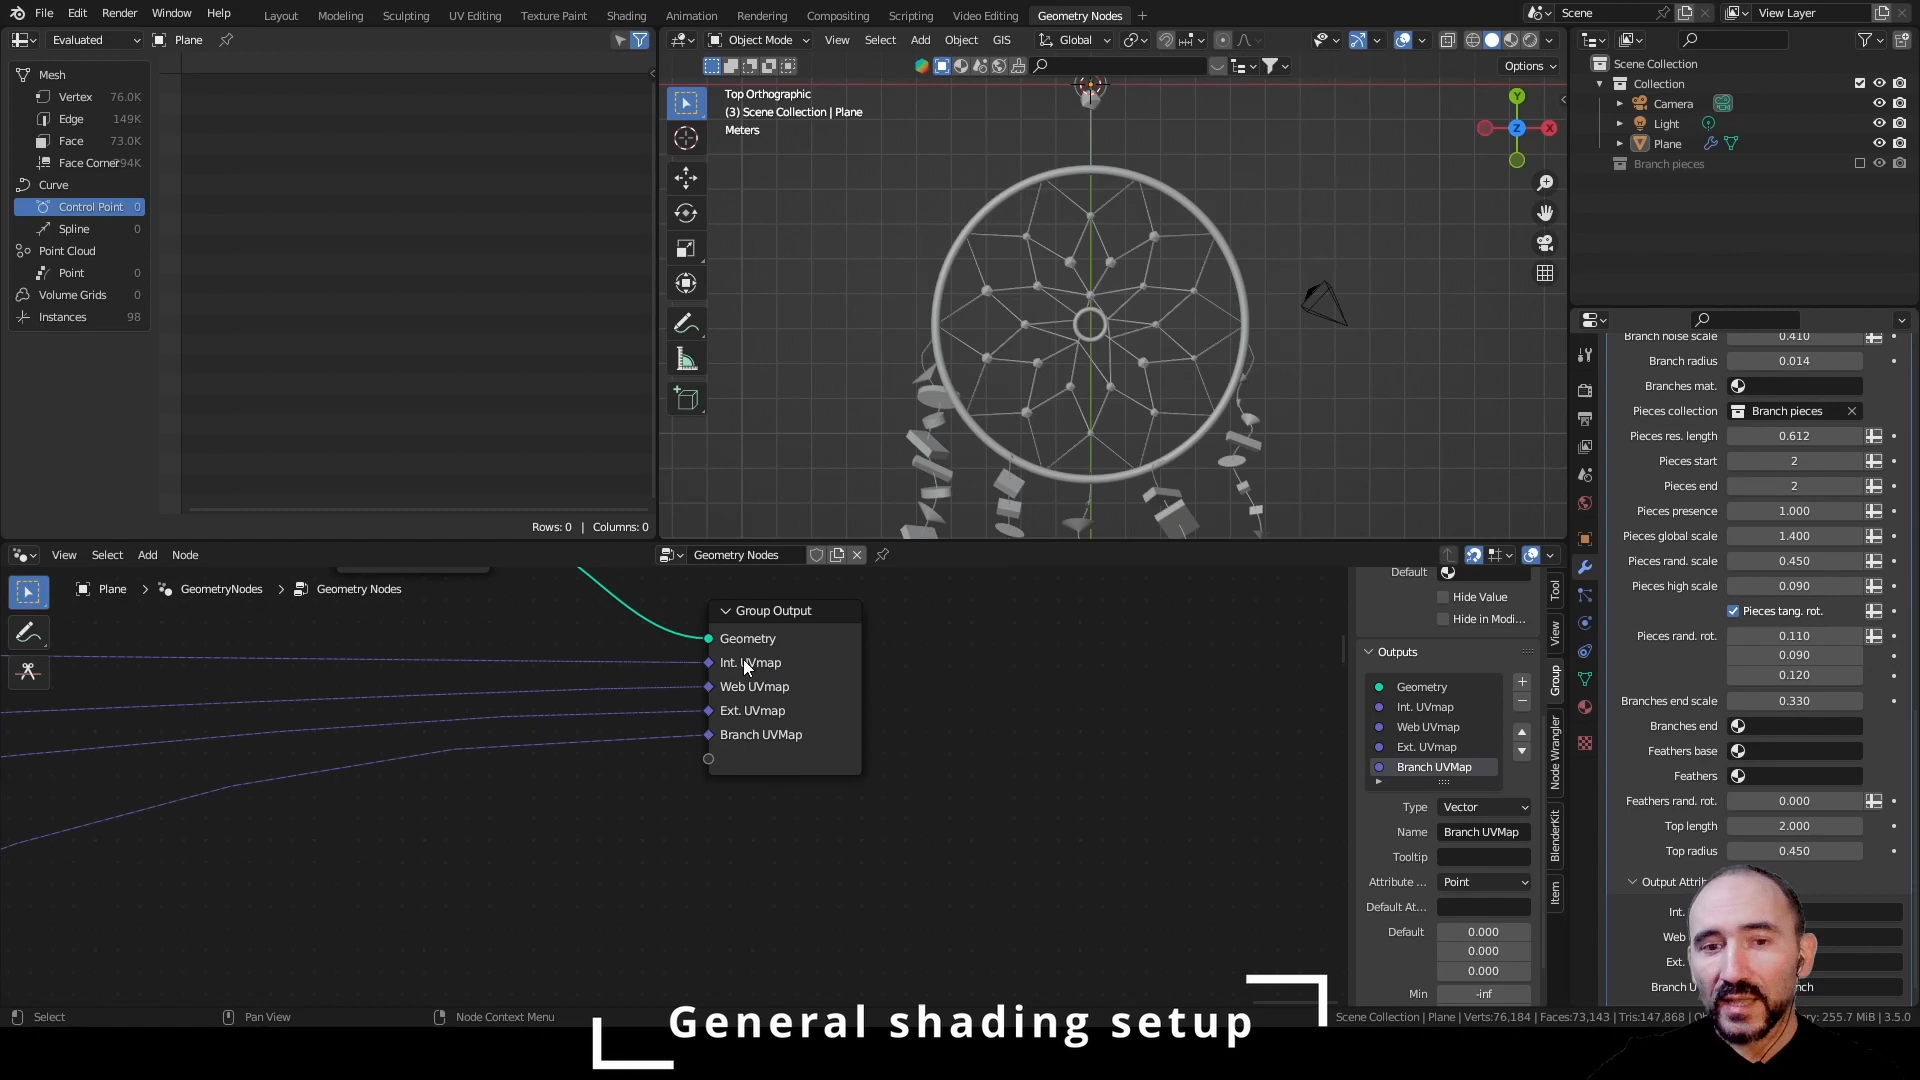 File Edit Render Window Help Layout Modeling Sculpting UV Editing Texture Paint Shading Animation Rendering Compositing Scripting Video Editing Geometry Nodes
Scene
View Layer
Evaluated Plane
Mesh
Vertex 76.0K
Edge 149K
Face 73.0K
Face Corner 94K
Curve
Control Point 0
Spline 0
Point Cloud
Point 0
Volume Grids 0
Instances 98
Rows: 0 | Columns: 0
Object Mode View Select Add Object GIS Global
Options
Top Orthographic
(3) Scene Collection | Plane
Meters
Y
Z
X
Scene Collection
Collection
Camera
Light
Plane
Branch pieces
Branch noise scale 0.410
Branch radius 0.014
Branches mat.
Pieces collection Branch pieces
Pieces res. length 0.612
Pieces start 2
Pieces end 2
Pieces presence 1.000
Pieces global scale 1.400
Pieces rand. scale 0.450
Pieces high scale 0.090
Pieces tang. rot.
Pieces rand. rot. 0.110
0.090
0.120
Branches end scale 0.330
Branches end
Feathers base
Feathers
Feathers rand. rot. 0.000
Top length 2.000
Top radius 0.450
Output Attrib
Int.
Web
Ext.
Branch U
View Select Add Node
Geometry Nodes
Plane > GeometryNodes > Geometry Nodes
Group Output
Geometry
Int. UVmap
Web UVmap
Ext. UVmap
Branch UVMap
Default
Hide Value
Hide in Modi...
Outputs
Geometry
Int. UVmap
Web UVmap
Ext. UVmap
Branch UVMap
Type Vector
Name Branch UVMap
Tooltip
Attribute ... Point
Default At...
Default 0.000
0.000
0.000
Min -inf
Tool
View
Group
Node Wrangler
BlenderKit
Item
Select
Pan View
Node Context Menu
Scene Collection | Plane | Verts:76,184 | Faces:73,143 | Tris:147,868 |
255.7 MiB | 3.5.0
General shading setup